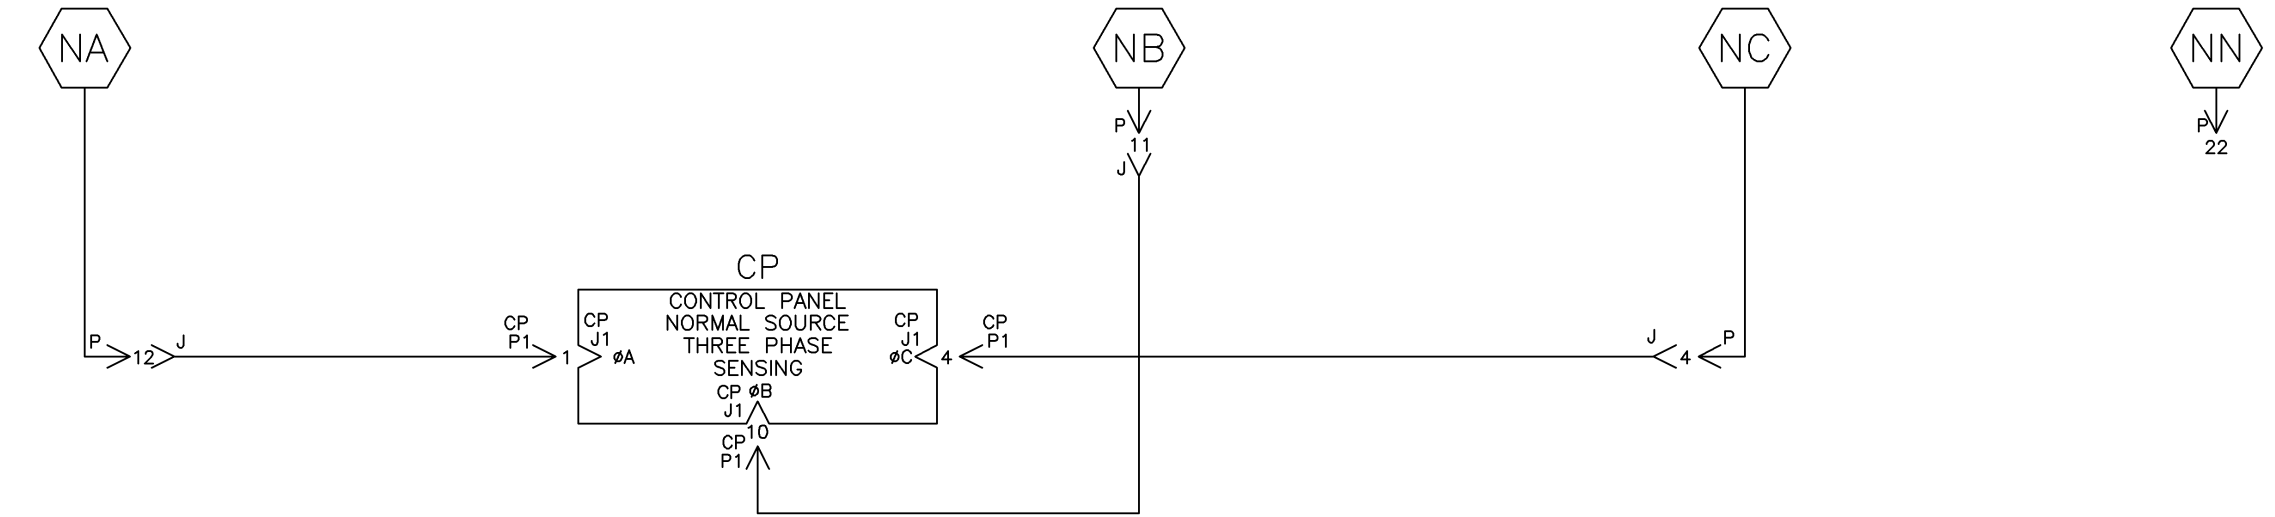 NA
NB
NC
NN
P
11
J
P
22
CP
CONTROL PANEL
NORMAL SOURCE
THREE PHASE
SENSING
P
12
J
CP
P1
1
CP
J1
øA
CP
J1
øC
4
CP
P1
J
4
P
CP øB
J1
10
CP
P1